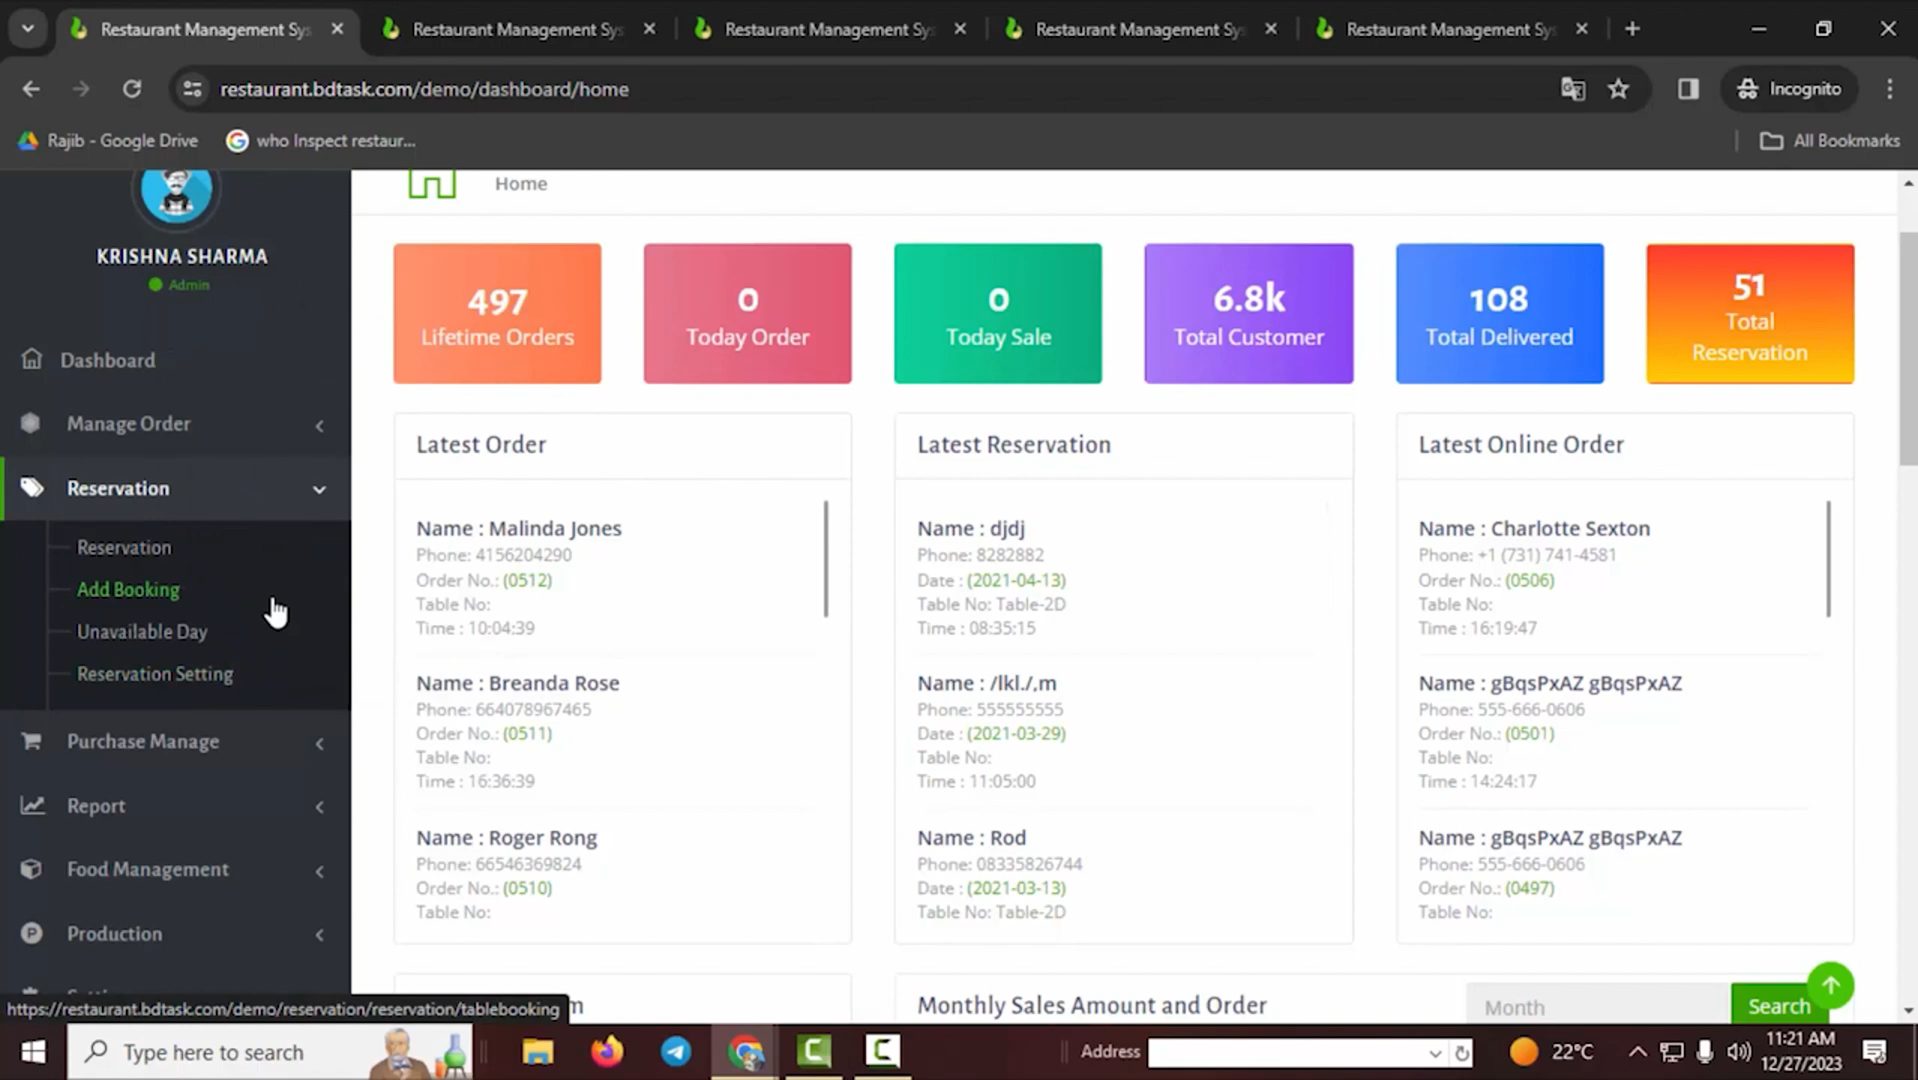 Restaurant Management Sys
Restaurant Management Sys
Restaurant Management Sys
Restaurant Management Sys
Restaurant Management Sys
restaurant.bdtask.com/demo/dashboard/home
Incognito
Rajib - Google Drive
who Inspect restaur...
All Bookmarks
KRISHNA SHARMA
Admin
Dashboard
Manage Order
Reservation
Reservation
Add Booking
Unavailable Day
Reservation Setting
Purchase Manage
Report
Food Management
Production
Home
497
Lifetime Orders
0
Today Order
0
Today Sale
6.8k
Total Customer
108
Total Delivered
51
Total
Reservation
Latest Order
Name : Malinda Jones
Phone: 4156204290
Order No.: (0512)
Table No:
Time : 10:04:39
Name : Breanda Rose
Phone: 664078967465
Order No.: (0511)
Table No:
Time : 16:36:39
Name : Roger Rong
Phone: 66546369824
Order No.: (0510)
Table No:
Latest Reservation
Name : djdj
Phone: 8282882
Date : (2021-04-13)
Table No: Table-2D
Time : 08:35:15
Name : /lkl./,m
Phone: 555555555
Date : (2021-03-29)
Table No:
Time : 11:05:00
Name : Rod
Phone: 08335826744
Date : (2021-03-13)
Table No: Table-2D
Latest Online Order
Name : Charlotte Sexton
Phone: +1 (731) 741-4581
Order No.: (0506)
Table No:
Time : 16:19:47
Name : gBqsPxAZ gBqsPxAZ
Phone: 555-666-0606
Order No.: (0501)
Table No:
Time : 14:24:17
Name : gBqsPxAZ gBqsPxAZ
Phone: 555-666-0606
Order No.: (0497)
Table No:
Monthly Sales Amount and Order
Month
Search
https://restaurant.bdtask.com/demo/reservation/reservation/tablebooking
Type here to search
Address
22°C
11:21 AM
12/27/2023